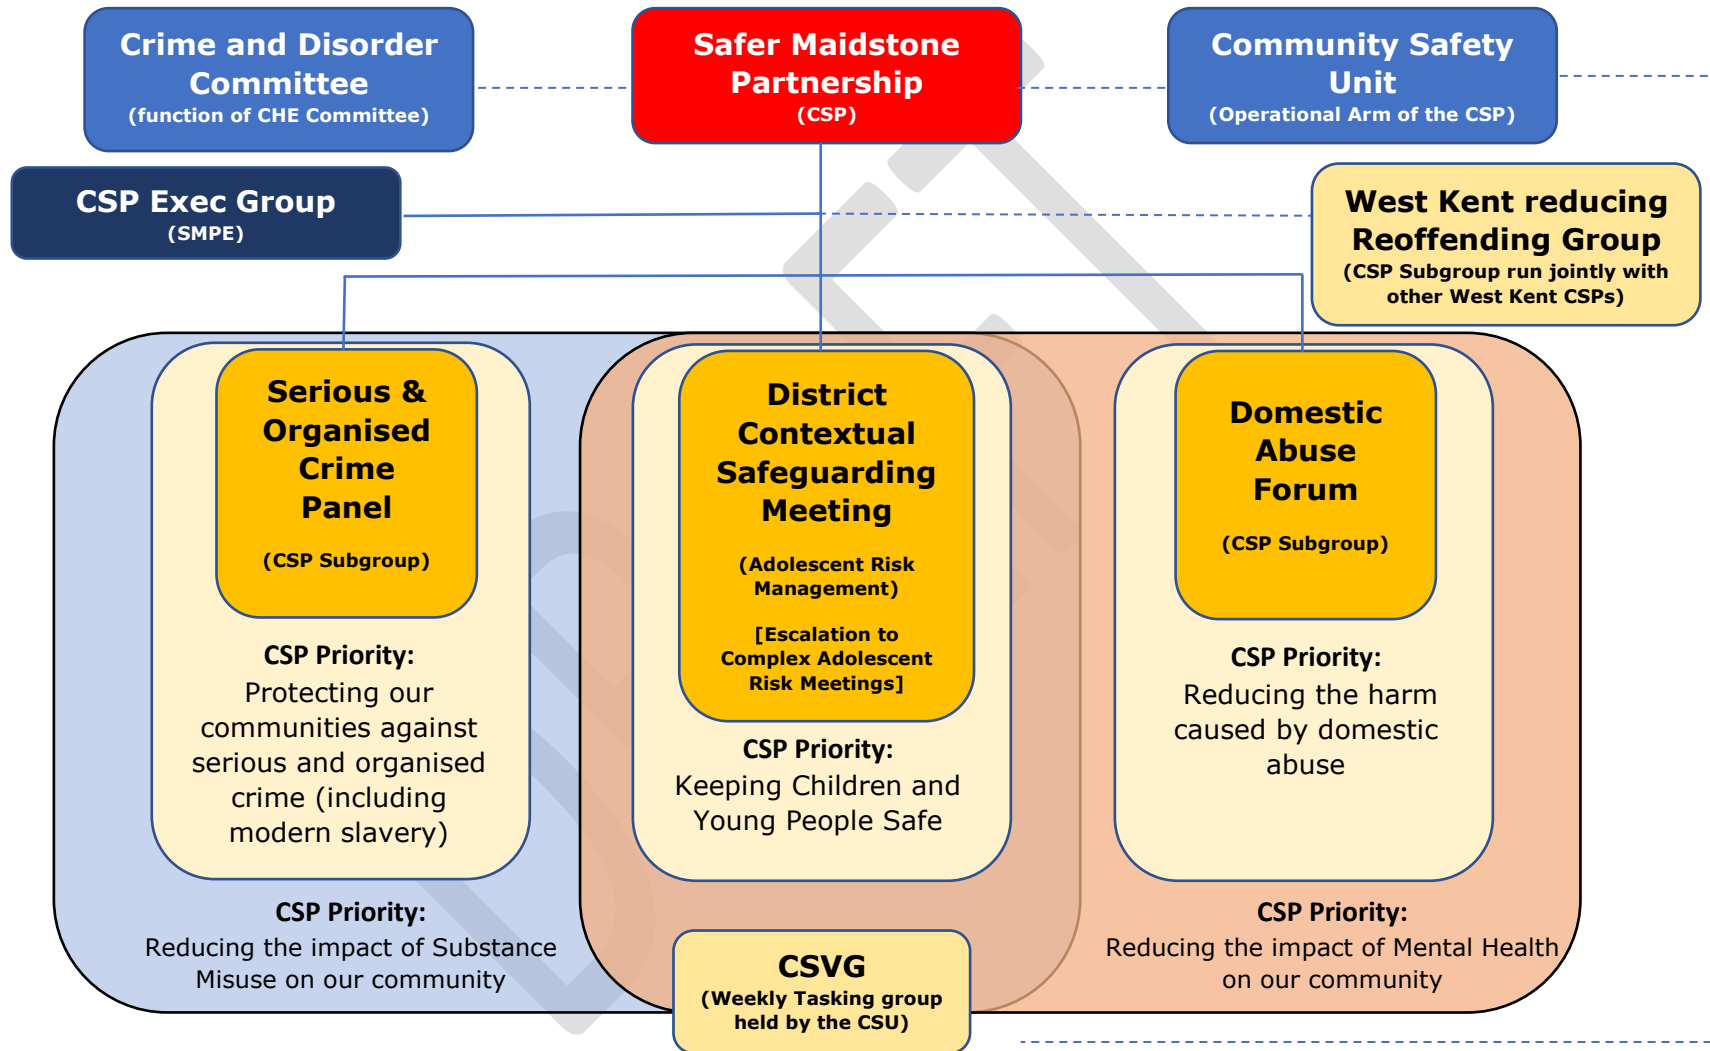 Crime and Disorder
Committee
(function of CHE Committee)
Safer Maidstone
Partnership
(CSP)
Community Safety
Unit
(Operational Arm of the CSP)
CSP Exec Group
(SMPE)
West Kent reducing
Reoffending Group
(CSP Subgroup run jointly with
other West Kent CSPs)
Serious &
Organised
Crime
Panel
(CSP Subgroup)
CSP Priority:
Protecting our
communities against
serious and organised
crime (including
modern slavery)
District
Contextual
Safeguarding
Meeting
(Adolescent Risk
Management)
[Escalation to
Complex Adolescent
Risk Meetings]
CSP Priority:
Keeping Children and
Young People Safe
Domestic
Abuse
Forum
(CSP Subgroup)
CSP Priority:
Reducing the harm
caused by domestic
abuse
CSP Priority:
Reducing the impact of Substance
Misuse on our community
CSVG
(Weekly Tasking group
held by the CSU)
CSP Priority:
Reducing the impact of Mental Health
on our community
DRAFT